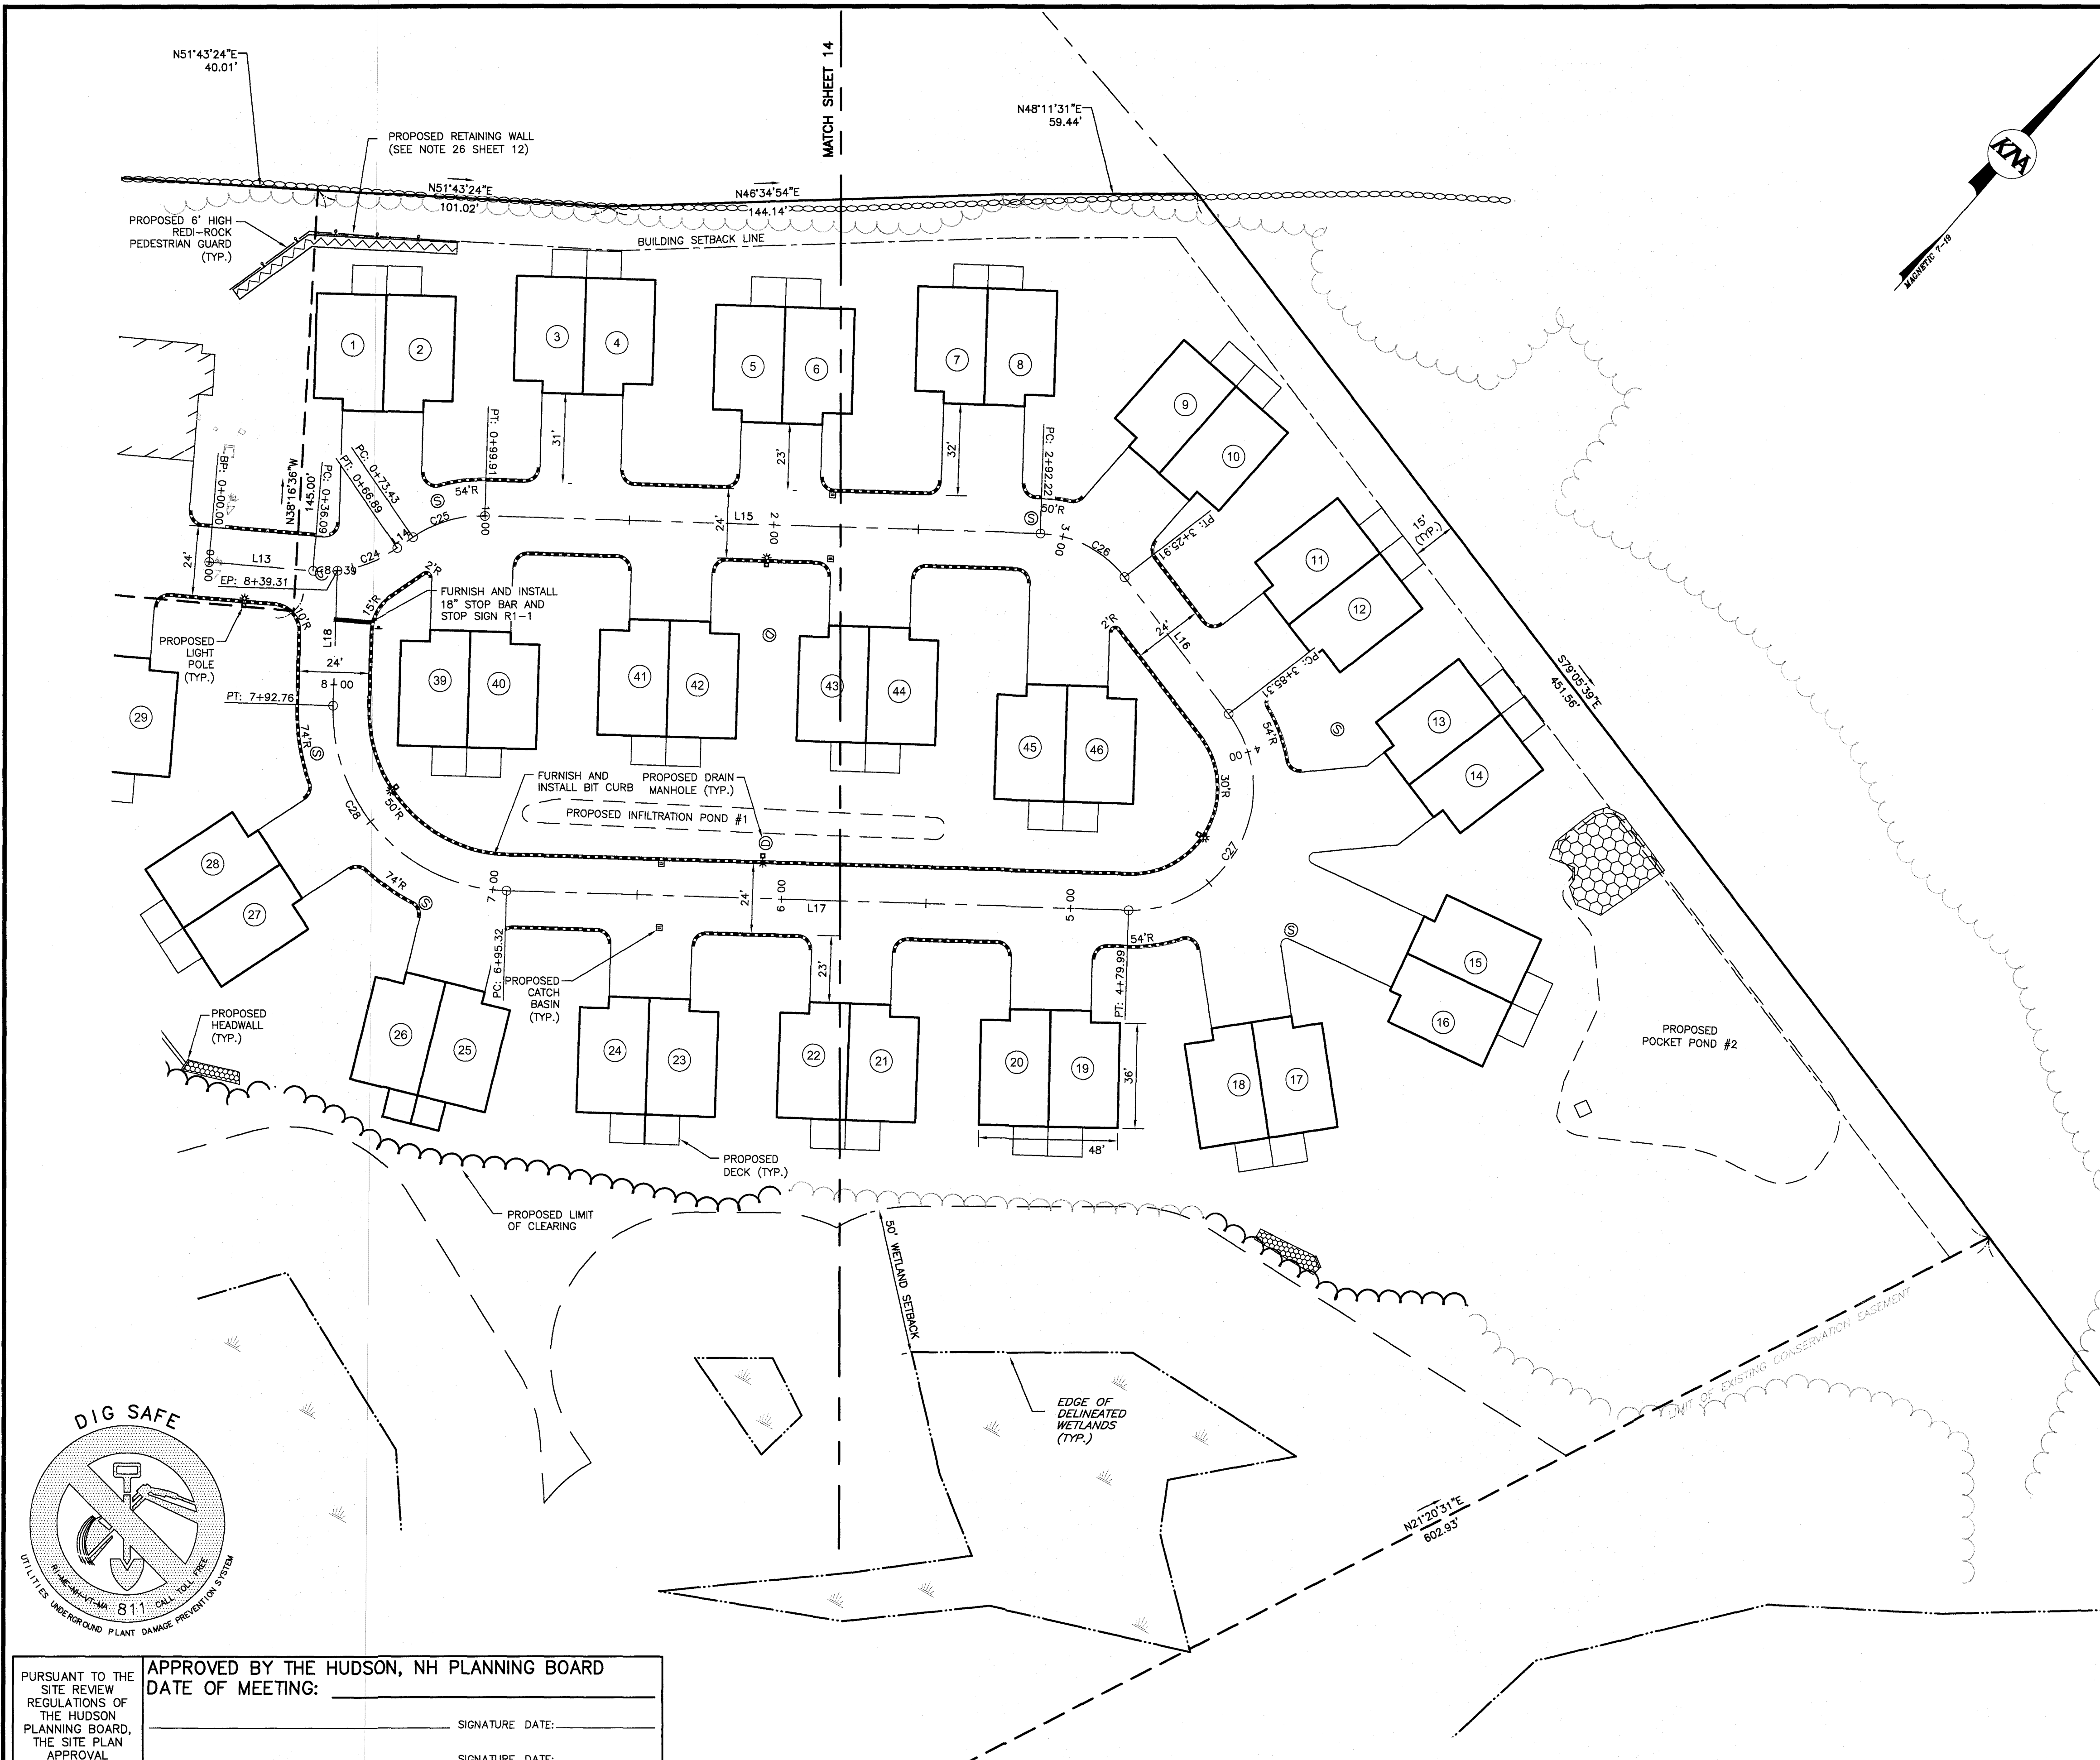 N51°43'24"E
40.01'
MATCH SHEET 14
N48°11'31"E
59.44'
KNA
MAGNETIC 7-19
PROPOSED RETAINING WALL
(SEE NOTE 26 SHEET 12)
N51°43'24"E
101.02'
N46°34'54"E
144.14'
PROPOSED 6' HIGH
REDI-ROCK
PEDESTRIAN GUARD
(TYP.)
BUILDING SETBACK LINE
1
2
3
4
5
6
7
8
9
10
11
12
13
14
15
16
17
18
19
20
21
22
23
24
25
26
27
28
29
39
40
41
42
43
44
45
46
BP: 0+00.00
N38°16'36"W
145.00'
PC: 0+36.09
PT: 0+66.89
PC: 0+73.43
PT: 0+99.91
31'
23'
32'
PC: 2+92.22
54'R
C25
1+00
24'
L15
2+00
S
50'R
3+00
C26
PT: 3+25.91
15'
(TYP.)
24'
0+00
L13
C24
L14
8+39
EP: 8+39.31
10'R
15'R
2'R
FURNISH AND INSTALL
18" STOP BAR AND
STOP SIGN R1-1
PROPOSED
LIGHT
POLE
(TYP.)
L18
24'
8+00
PT: 7+92.76
D
2'R
24'
L16
PC: 3+85.31
S79°05'39"E
451.56'
74'R
S
54'R
S
4+00
30'R
C28
50'R
FURNISH AND
INSTALL BIT CURB
PROPOSED DRAIN
MANHOLE (TYP.)
PROPOSED INFILTRATION POND #1
D
C27
74'R
S
7+00
24'
6+00
L17
5+00
PC: 6+95.32
PROPOSED
CATCH
BASIN
(TYP.)
23'
54'R
PT: 4+79.99
S
PROPOSED
HEADWALL
(TYP.)
36'
48'
PROPOSED
POCKET POND #2
PROPOSED
DECK (TYP.)
PROPOSED LIMIT
OF CLEARING
50' WETLAND SETBACK
EDGE OF
DELINEATED
WETLANDS
(TYP.)
LIMIT OF EXISTING CONSERVATION EASEMENT
N21°20'31"E
602.93'
DIG SAFE
RI-ME-NH-VT-MA 811 CALL TOLL FREE
UTILITIES UNDERGROUND PLANT DAMAGE PREVENTION SYSTEM
PURSUANT TO THE
SITE REVIEW
REGULATIONS OF
THE HUDSON
PLANNING BOARD,
THE SITE PLAN
APPROVAL
APPROVED BY THE HUDSON, NH PLANNING BOARD
DATE OF MEETING:
SIGNATURE DATE:
SIGNATURE DATE: